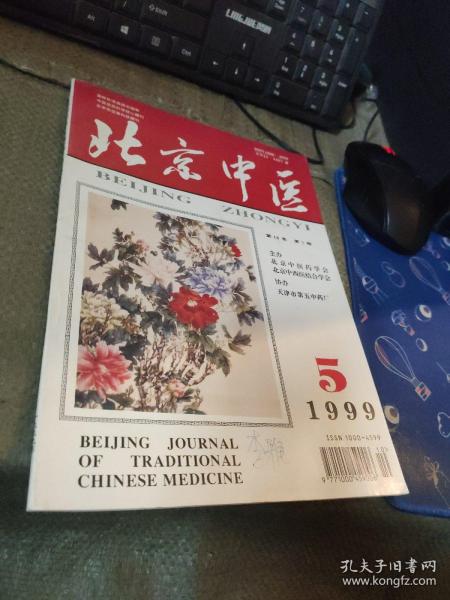 LINGJUEPAI
北京中医
BEIJING ZHONGYI
第18卷 第5期
主办
北京中医药学会
北京中西医结合学会
协办
天津市第五中药厂
5
1999
ISSN 1000-4599
BEIJING JOURNAL
OF TRADITIONAL
CHINESE MEDICINE
孔夫子旧书网
www.kongfz.com